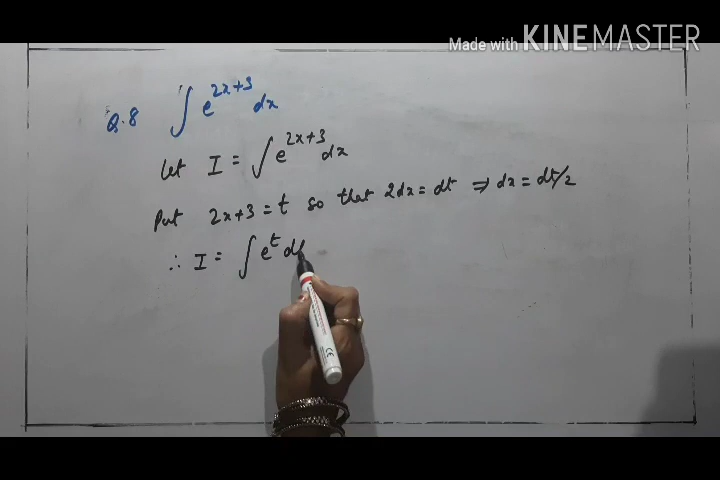 Made with KINEMASTER
Q.8 ∫ e^{2x+3} dx
Let I = ∫ e^{2x+3} dx
Put 2x+3 = t so that 2dx = dt ⇒ dx = dt/2
∴ I = ∫ e^t d